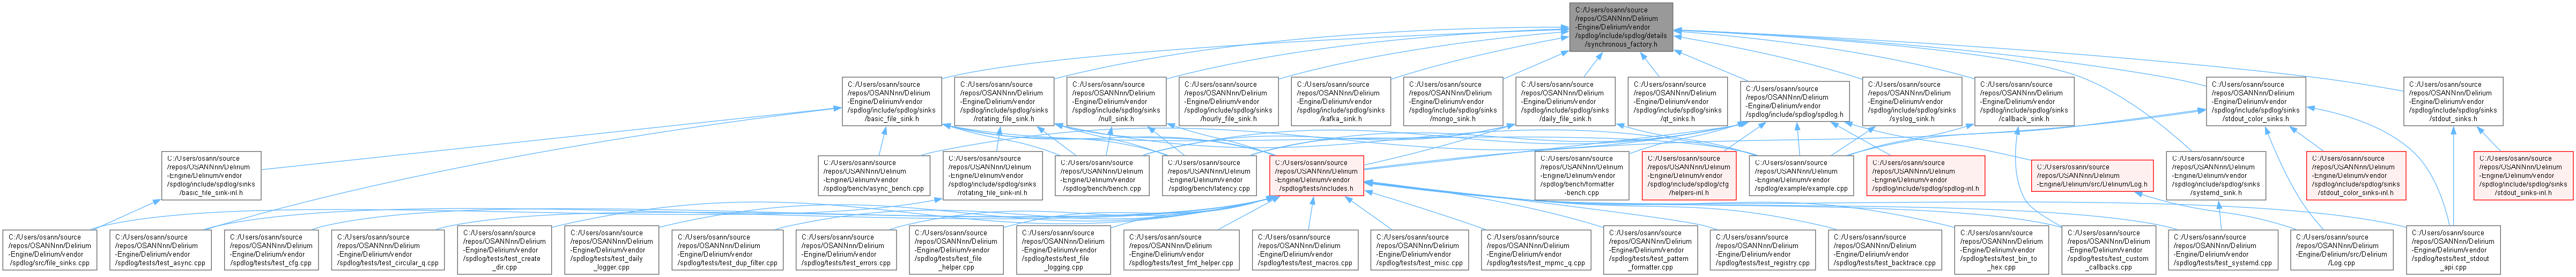 C:/Users/osann/source
/repos/OSANNnn/Delirium
-Engine/Delirium/vendor
/spdlog/include/spdlog/details
/synchronous_factory.h
C:/Users/osann/source
/repos/OSANNnn/Delirium
-Engine/Delirium/vendor
/spdlog/include/spdlog/sinks
/basic_file_sink.h
C:/Users/osann/source
/repos/OSANNnn/Delirium
-Engine/Delirium/vendor
/spdlog/include/spdlog/sinks
/rotating_file_sink.h
C:/Users/osann/source
/repos/OSANNnn/Delirium
-Engine/Delirium/vendor
/spdlog/include/spdlog/sinks
/null_sink.h
C:/Users/osann/source
/repos/OSANNnn/Delirium
-Engine/Delirium/vendor
/spdlog/include/spdlog/sinks
/hourly_file_sink.h
C:/Users/osann/source
/repos/OSANNnn/Delirium
-Engine/Delirium/vendor
/spdlog/include/spdlog/sinks
/kafka_sink.h
C:/Users/osann/source
/repos/OSANNnn/Delirium
-Engine/Delirium/vendor
/spdlog/include/spdlog/sinks
/mongo_sink.h
C:/Users/osann/source
/repos/OSANNnn/Delirium
-Engine/Delirium/vendor
/spdlog/include/spdlog/sinks
/daily_file_sink.h
C:/Users/osann/source
/repos/OSANNnn/Delirium
-Engine/Delirium/vendor
/spdlog/include/spdlog/sinks
/qt_sinks.h
C:/Users/osann/source
/repos/OSANNnn/Delirium
-Engine/Delirium/vendor
/spdlog/include/spdlog/spdlog.h
C:/Users/osann/source
/repos/OSANNnn/Delirium
-Engine/Delirium/vendor
/spdlog/include/spdlog/sinks
/syslog_sink.h
C:/Users/osann/source
/repos/OSANNnn/Delirium
-Engine/Delirium/vendor
/spdlog/include/spdlog/sinks
/callback_sink.h
C:/Users/osann/source
/repos/OSANNnn/Delirium
-Engine/Delirium/vendor
/spdlog/include/spdlog/sinks
/stdout_color_sinks.h
C:/Users/osann/source
/repos/OSANNnn/Delirium
-Engine/Delirium/vendor
/spdlog/include/spdlog/sinks
/stdout_sinks.h
C:/Users/osann/source
/repos/OSANNnn/Delirium
-Engine/Delirium/vendor
/spdlog/include/spdlog/sinks
/basic_file_sink-inl.h
C:/Users/osann/source
/repos/OSANNnn/Delirium
-Engine/Delirium/vendor
/spdlog/bench/async_bench.cpp
C:/Users/osann/source
/repos/OSANNnn/Delirium
-Engine/Delirium/vendor
/spdlog/include/spdlog/sinks
/rotating_file_sink-inl.h
C:/Users/osann/source
/repos/OSANNnn/Delirium
-Engine/Delirium/vendor
/spdlog/bench/bench.cpp
C:/Users/osann/source
/repos/OSANNnn/Delirium
-Engine/Delirium/vendor
/spdlog/bench/latency.cpp
C:/Users/osann/source
/repos/OSANNnn/Delirium
-Engine/Delirium/vendor
/spdlog/tests/includes.h
C:/Users/osann/source
/repos/OSANNnn/Delirium
-Engine/Delirium/vendor
/spdlog/bench/formatter
-bench.cpp
C:/Users/osann/source
/repos/OSANNnn/Delirium
-Engine/Delirium/vendor
/spdlog/include/spdlog/cfg
/helpers-inl.h
C:/Users/osann/source
/repos/OSANNnn/Delirium
-Engine/Delirium/vendor
/spdlog/example/example.cpp
C:/Users/osann/source
/repos/OSANNnn/Delirium
-Engine/Delirium/vendor
/spdlog/include/spdlog/spdlog-inl.h
C:/Users/osann/source
/repos/OSANNnn/Delirium
-Engine/Delirium/src/Delirium/Log.h
C:/Users/osann/source
/repos/OSANNnn/Delirium
-Engine/Delirium/vendor
/spdlog/include/spdlog/sinks
/systemd_sink.h
C:/Users/osann/source
/repos/OSANNnn/Delirium
-Engine/Delirium/vendor
/spdlog/include/spdlog/sinks
/stdout_color_sinks-inl.h
C:/Users/osann/source
/repos/OSANNnn/Delirium
-Engine/Delirium/vendor
/spdlog/include/spdlog/sinks
/stdout_sinks-inl.h
C:/Users/osann/source
/repos/OSANNnn/Delirium
-Engine/Delirium/vendor
/spdlog/src/file_sinks.cpp
C:/Users/osann/source
/repos/OSANNnn/Delirium
-Engine/Delirium/vendor
/spdlog/tests/test_async.cpp
C:/Users/osann/source
/repos/OSANNnn/Delirium
-Engine/Delirium/vendor
/spdlog/tests/test_cfg.cpp
C:/Users/osann/source
/repos/OSANNnn/Delirium
-Engine/Delirium/vendor
/spdlog/tests/test_circular_q.cpp
C:/Users/osann/source
/repos/OSANNnn/Delirium
-Engine/Delirium/vendor
/spdlog/tests/test_create
_dir.cpp
C:/Users/osann/source
/repos/OSANNnn/Delirium
-Engine/Delirium/vendor
/spdlog/tests/test_daily
_logger.cpp
C:/Users/osann/source
/repos/OSANNnn/Delirium
-Engine/Delirium/vendor
/spdlog/tests/test_dup_filter.cpp
C:/Users/osann/source
/repos/OSANNnn/Delirium
-Engine/Delirium/vendor
/spdlog/tests/test_errors.cpp
C:/Users/osann/source
/repos/OSANNnn/Delirium
-Engine/Delirium/vendor
/spdlog/tests/test_file
_helper.cpp
C:/Users/osann/source
/repos/OSANNnn/Delirium
-Engine/Delirium/vendor
/spdlog/tests/test_file
_logging.cpp
C:/Users/osann/source
/repos/OSANNnn/Delirium
-Engine/Delirium/vendor
/spdlog/tests/test_fmt_helper.cpp
C:/Users/osann/source
/repos/OSANNnn/Delirium
-Engine/Delirium/vendor
/spdlog/tests/test_macros.cpp
C:/Users/osann/source
/repos/OSANNnn/Delirium
-Engine/Delirium/vendor
/spdlog/tests/test_misc.cpp
C:/Users/osann/source
/repos/OSANNnn/Delirium
-Engine/Delirium/vendor
/spdlog/tests/test_mpmc_q.cpp
C:/Users/osann/source
/repos/OSANNnn/Delirium
-Engine/Delirium/vendor
/spdlog/tests/test_pattern
_formatter.cpp
C:/Users/osann/source
/repos/OSANNnn/Delirium
-Engine/Delirium/vendor
/spdlog/tests/test_registry.cpp
C:/Users/osann/source
/repos/OSANNnn/Delirium
-Engine/Delirium/vendor
/spdlog/tests/test_backtrace.cpp
C:/Users/osann/source
/repos/OSANNnn/Delirium
-Engine/Delirium/vendor
/spdlog/tests/test_bin_to
_hex.cpp
C:/Users/osann/source
/repos/OSANNnn/Delirium
-Engine/Delirium/vendor
/spdlog/tests/test_custom
_callbacks.cpp
C:/Users/osann/source
/repos/OSANNnn/Delirium
-Engine/Delirium/vendor
/spdlog/tests/test_systemd.cpp
C:/Users/osann/source
/repos/OSANNnn/Delirium
-Engine/Delirium/src/Delirium
/Log.cpp
C:/Users/osann/source
/repos/OSANNnn/Delirium
-Engine/Delirium/vendor
/spdlog/tests/test_stdout
_api.cpp